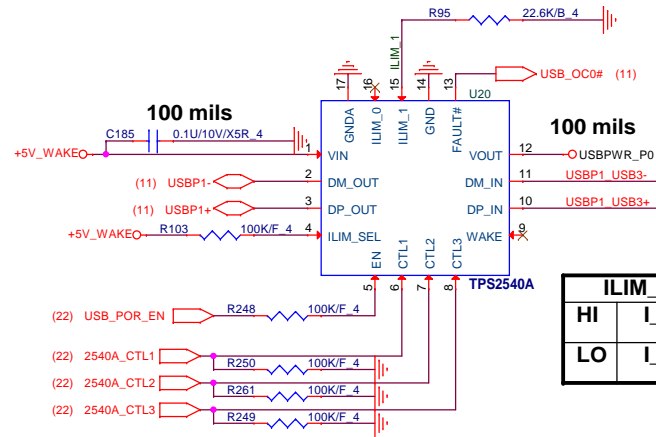 R95 22.6K/B_4
ILIM_1
USB_OC0# (11)
17 16 15 14 13
U20
GNDA ILIM_0 ILIM_1 GND FAULT#
100 mils
100 mils
C185 0.1U/10V/X5R_4
+5V_WAKE
1 VIN VOUT 12 USBPWR_P0
(11) USBP1- 2 DM_OUT DM_IN 11 USBP1_USB3-
(11) USBP1+ 3 DP_OUT DP_IN 10 USBP1_USB3+
+5V_WAKE R103 100K/F_4 4 ILIM_SEL WAKE 9
EN CTL1 CTL2 CTL3
TPS2540A
5 6 7 8
ILIM_
HI I_
LO I_
(22) USB_POR_EN R248 100K/F_4
(22) 2540A_CTL1
R250 100K/F_4
(22) 2540A_CTL2
R261 100K/F_4
(22) 2540A_CTL3
R249 100K/F_4